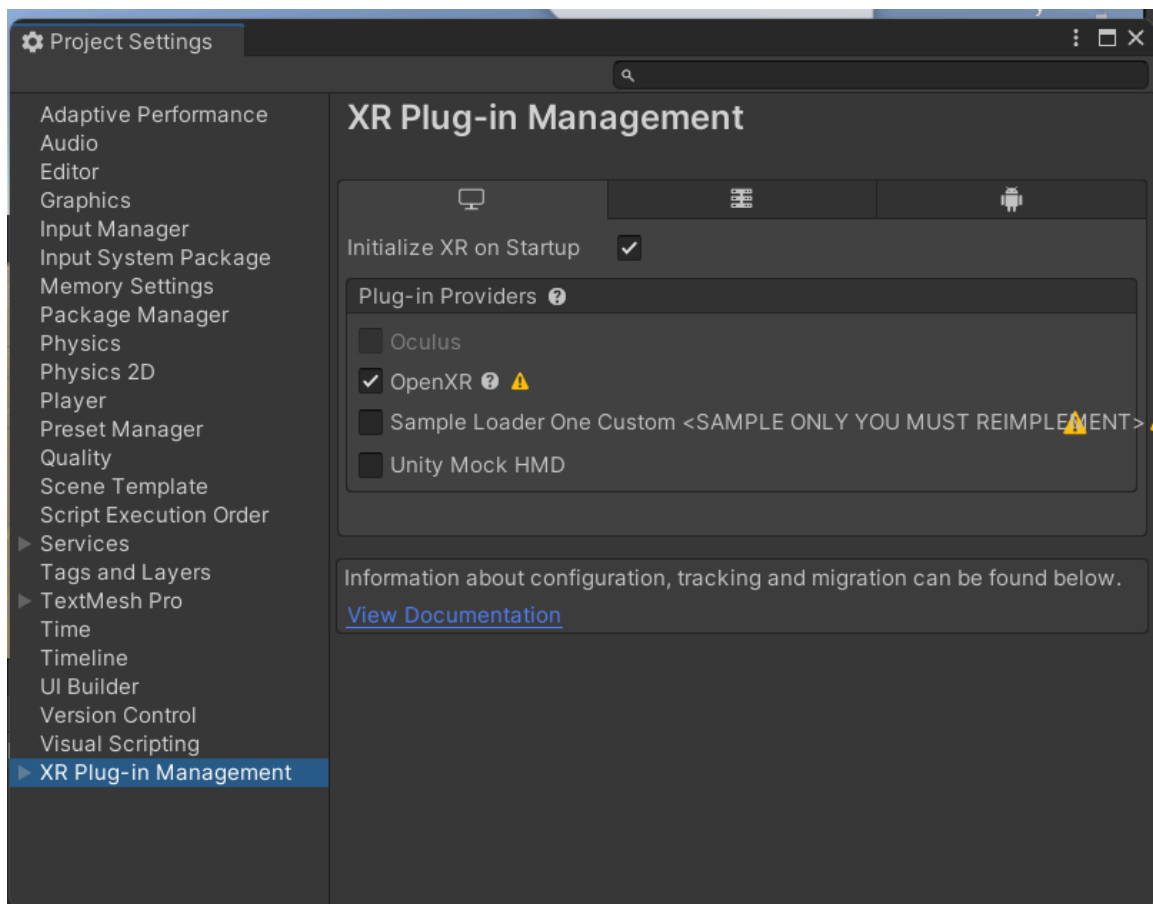 Project Settings
Adaptive Performance
Audio
Editor
Graphics
Input Manager
Input System Package
Memory Settings
Package Manager
Physics
Physics 2D
Player
Preset Manager
Quality
Scene Template
Script Execution Order
Services
Tags and Layers
TextMesh Pro
Time
Timeline
UI Builder
Version Control
Visual Scripting
XR Plug-in Management
XR Plug-in Management
Initialize XR on Startup
Plug-in Providers
Oculus
OpenXR
Sample Loader One Custom <SAMPLE ONLY YOU MUST REIMPLEMENT>
Unity Mock HMD
Information about configuration, tracking and migration can be found below.
View Documentation